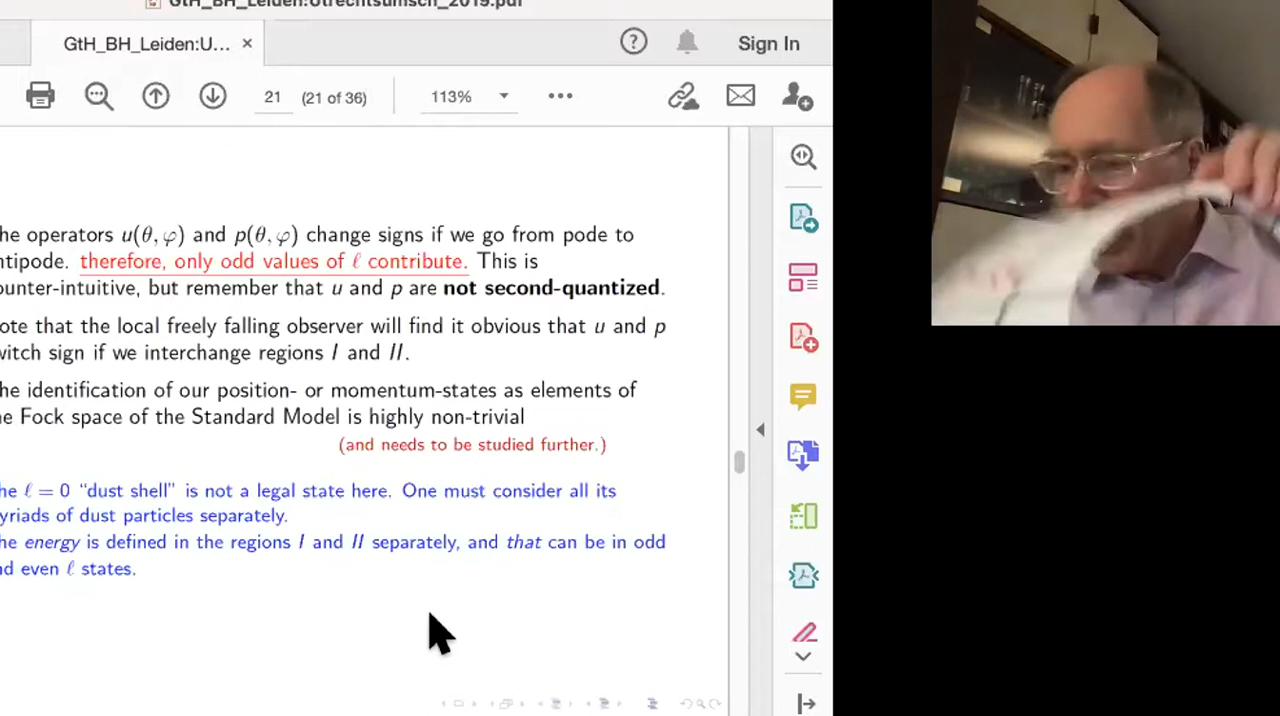 GtH_BH_Leiden:Utrechtsumsch_2019.pdf
GtH_BH_Leiden:U... ×
Sign In
21 (21 of 36) 113%
he operators u(θ, φ) and p(θ, φ) change signs if we go from pode to
ntipode. therefore, only odd values of ℓ contribute. This is
ounter-intuitive, but remember that u and p are not second-quantized.
ote that the local freely falling observer will find it obvious that u and p
witch sign if we interchange regions I and II.
he identification of our position- or momentum-states as elements of
he Fock space of the Standard Model is highly non-trivial
(and needs to be studied further.)
he ℓ = 0 “dust shell” is not a legal state here. One must consider all its
yriads of dust particles separately.
he energy is defined in the regions I and II separately, and that can be in odd
nd even ℓ states.